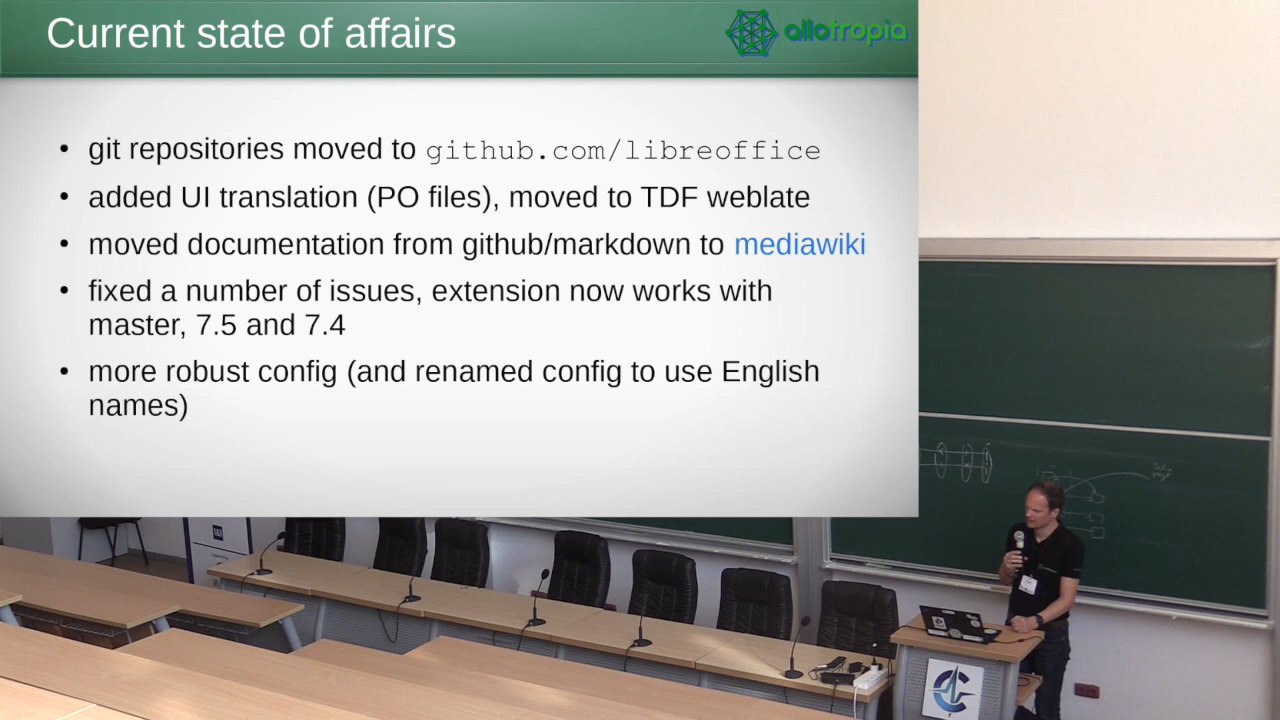 Current state of affairs
allotropia
• git repositories moved to github.com/libreoffice
• added UI translation (PO files), moved to TDF weblate
• moved documentation from github/markdown to mediawiki
• fixed a number of issues, extension now works with
master, 7.5 and 7.4
• more robust config (and renamed config to use English
names)